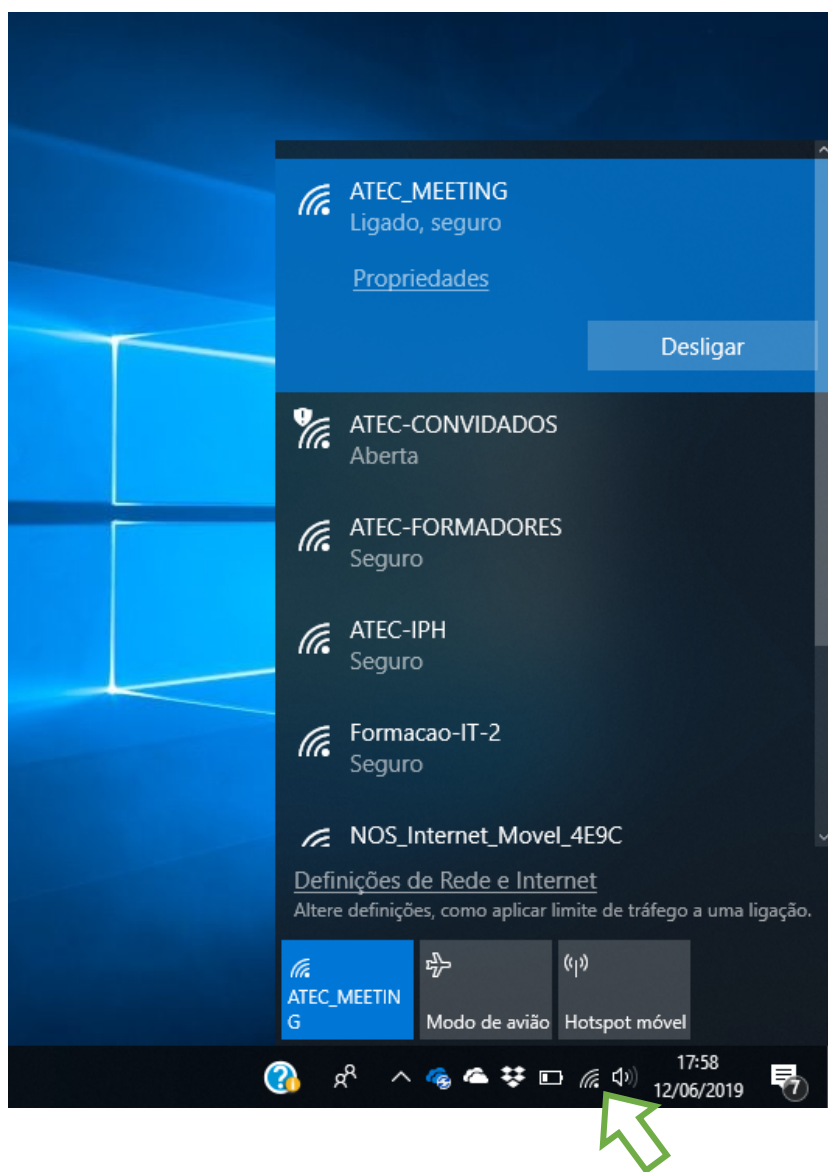 ATEC_MEETING
Ligado, seguro
Propriedades
Desligar
ATEC-CONVIDADOS
Aberta
ATEC-FORMADORES
Seguro
ATEC-IPH
Seguro
Formacao-IT-2
Seguro
NOS_Internet_Movel_4E9C
Definições de Rede e Internet
Altere definições, como aplicar limite de tráfego a uma ligação.
ATEC_MEETIN
G
Modo de avião
Hotspot móvel
17:58
12/06/2019
7